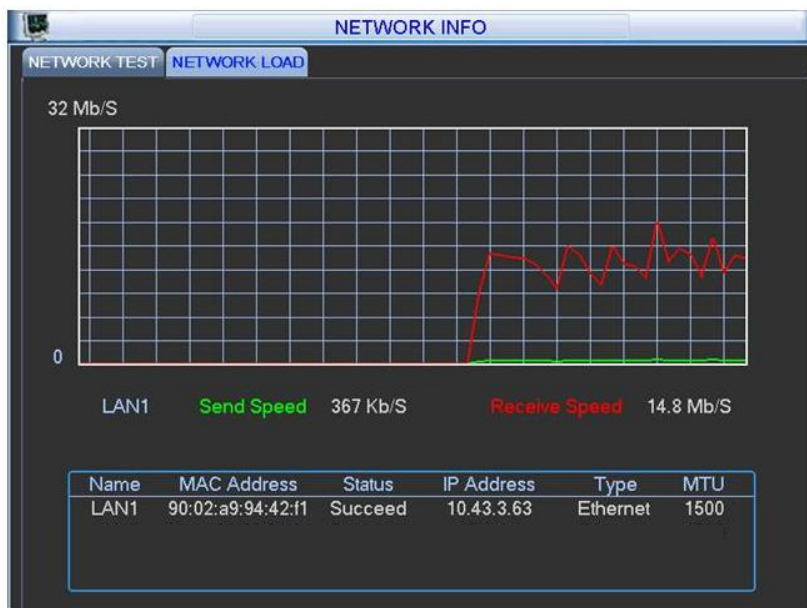 NETWORK INFO
NETWORK TEST NETWORK LOAD
32 Mb/S
0
LAN1 Send Speed 367 Kb/S Receive Speed 14.8 Mb/S
Name MAC Address Status IP Address Type MTU
LAN1 90:02:a9:94:42:f1 Succeed 10.43.3.63 Ethernet 1500